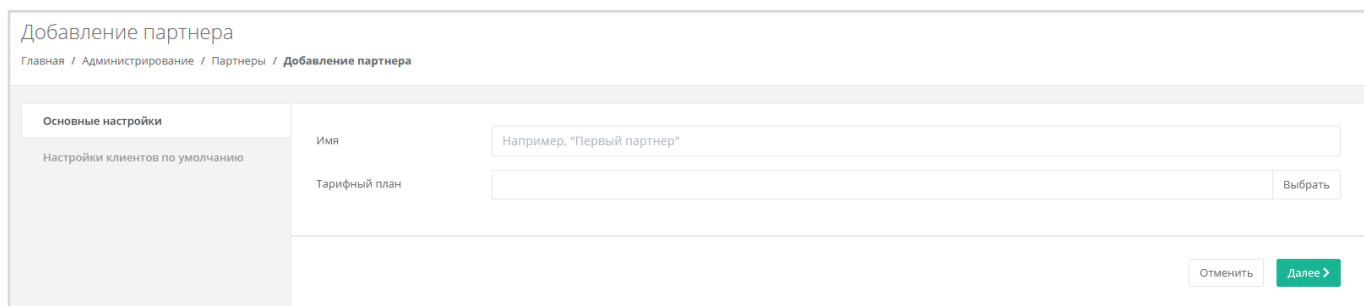 Добавление партнера
Главная / Администрирование / Партнеры / Добавление партнера
Основные настройки
Настройки клиентов по умолчанию
Имя
Например, "Первый партнер"
Тарифный план
Выбрать
Отменить
Далее